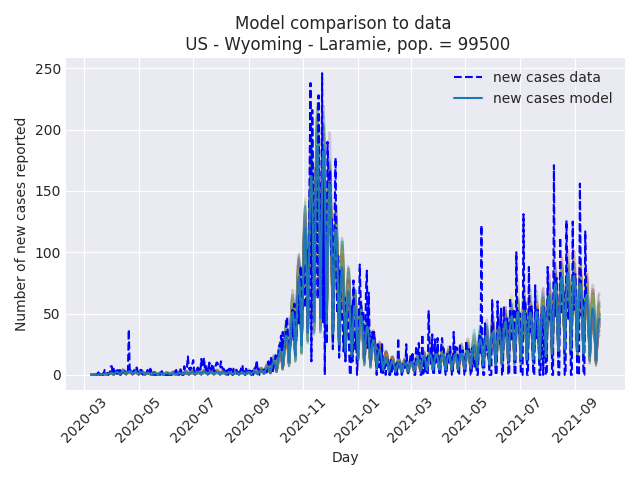 Model comparison to data
US - Wyoming - Laramie, pop. = 99500
new cases data
new cases model
Number of new cases reported
250
200
150
100
50
0
2020-03
2020-05
2020-07
2020-09
2020-11
2021-01
2021-03
2021-05
2021-07
2021-09
Day